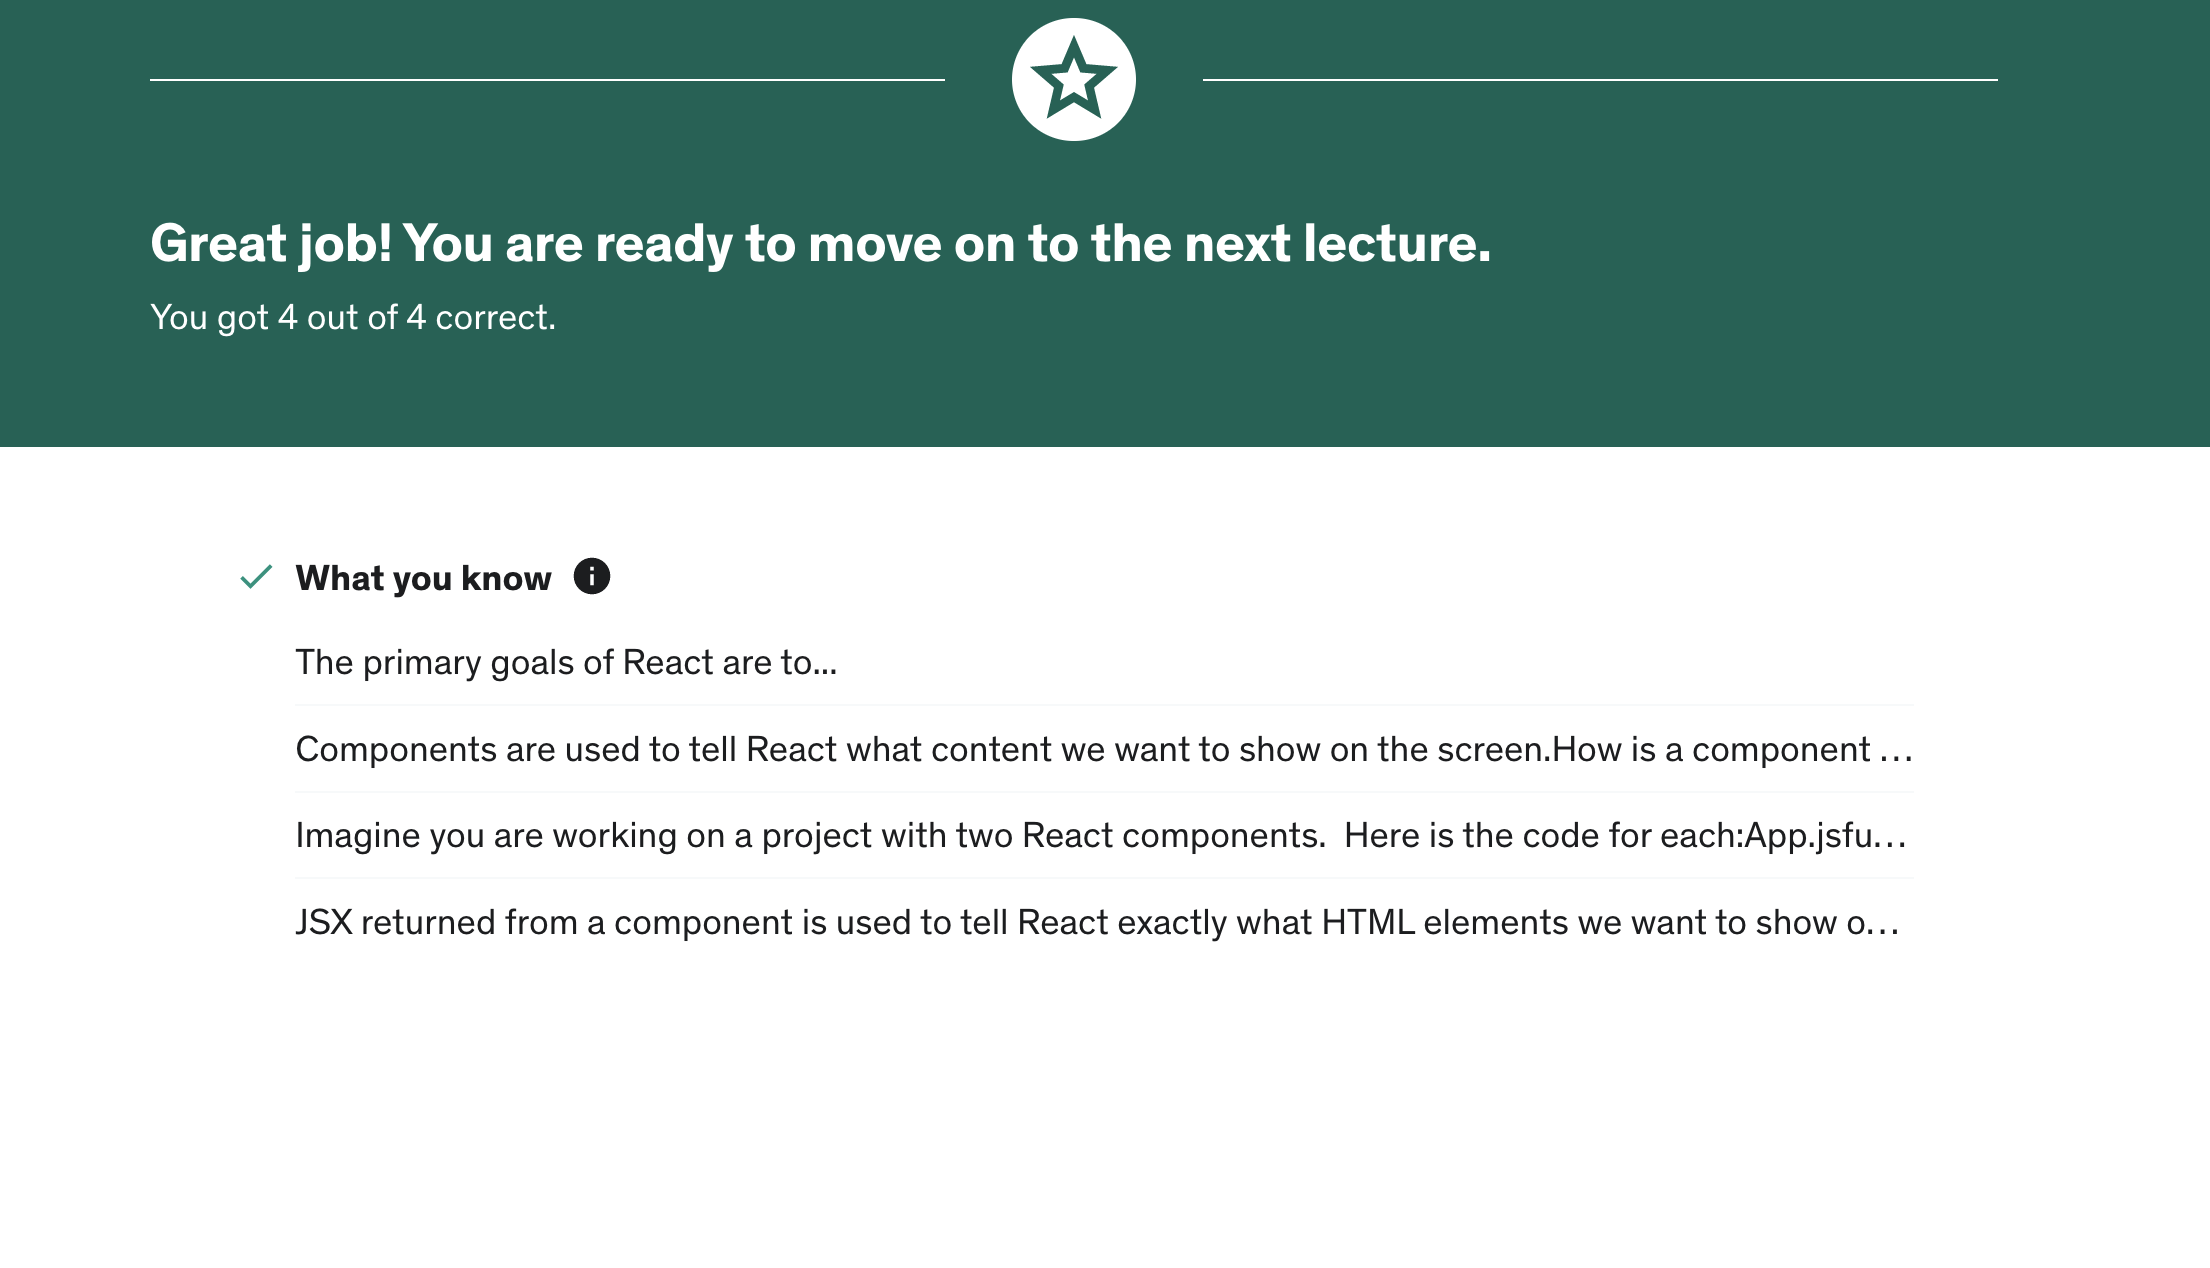 Great job! You are ready to move on to the next lecture.
You got 4 out of 4 correct.
What you know
The primary goals of React are to...
Components are used to tell React what content we want to show on the screen.How is a component ...
Imagine you are working on a project with two React components.  Here is the code for each:App.jsfu...
JSX returned from a component is used to tell React exactly what HTML elements we want to show o...